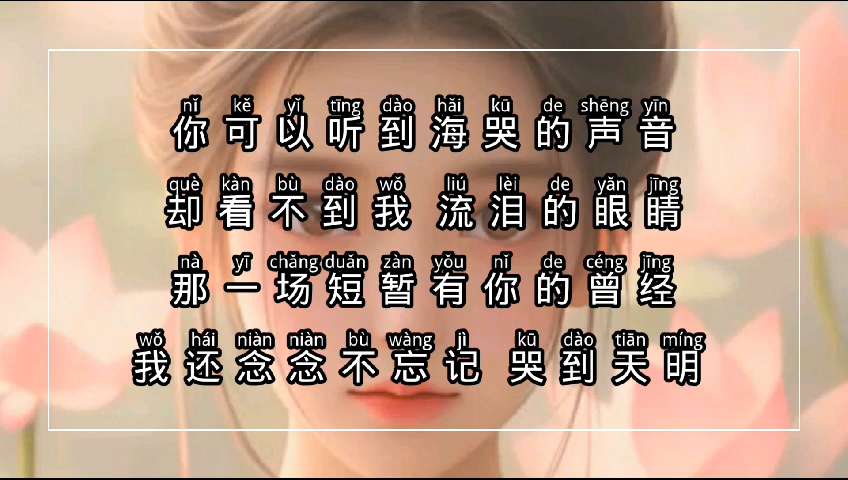 nǐ kě yǐ tīng dào hǎi kū de shēng yīn
你可以听到海哭的声音
què kàn bù dào wǒ liú lèi de yǎn jīng
却看不到我 流泪的眼睛
nà yī chǎng duǎn zàn yǒu nǐ de céng jīng
那一场短暂有你的曾经
wǒ hái niàn niàn bù wàng jì kū dào tiān míng
我还念念不忘记 哭到天明